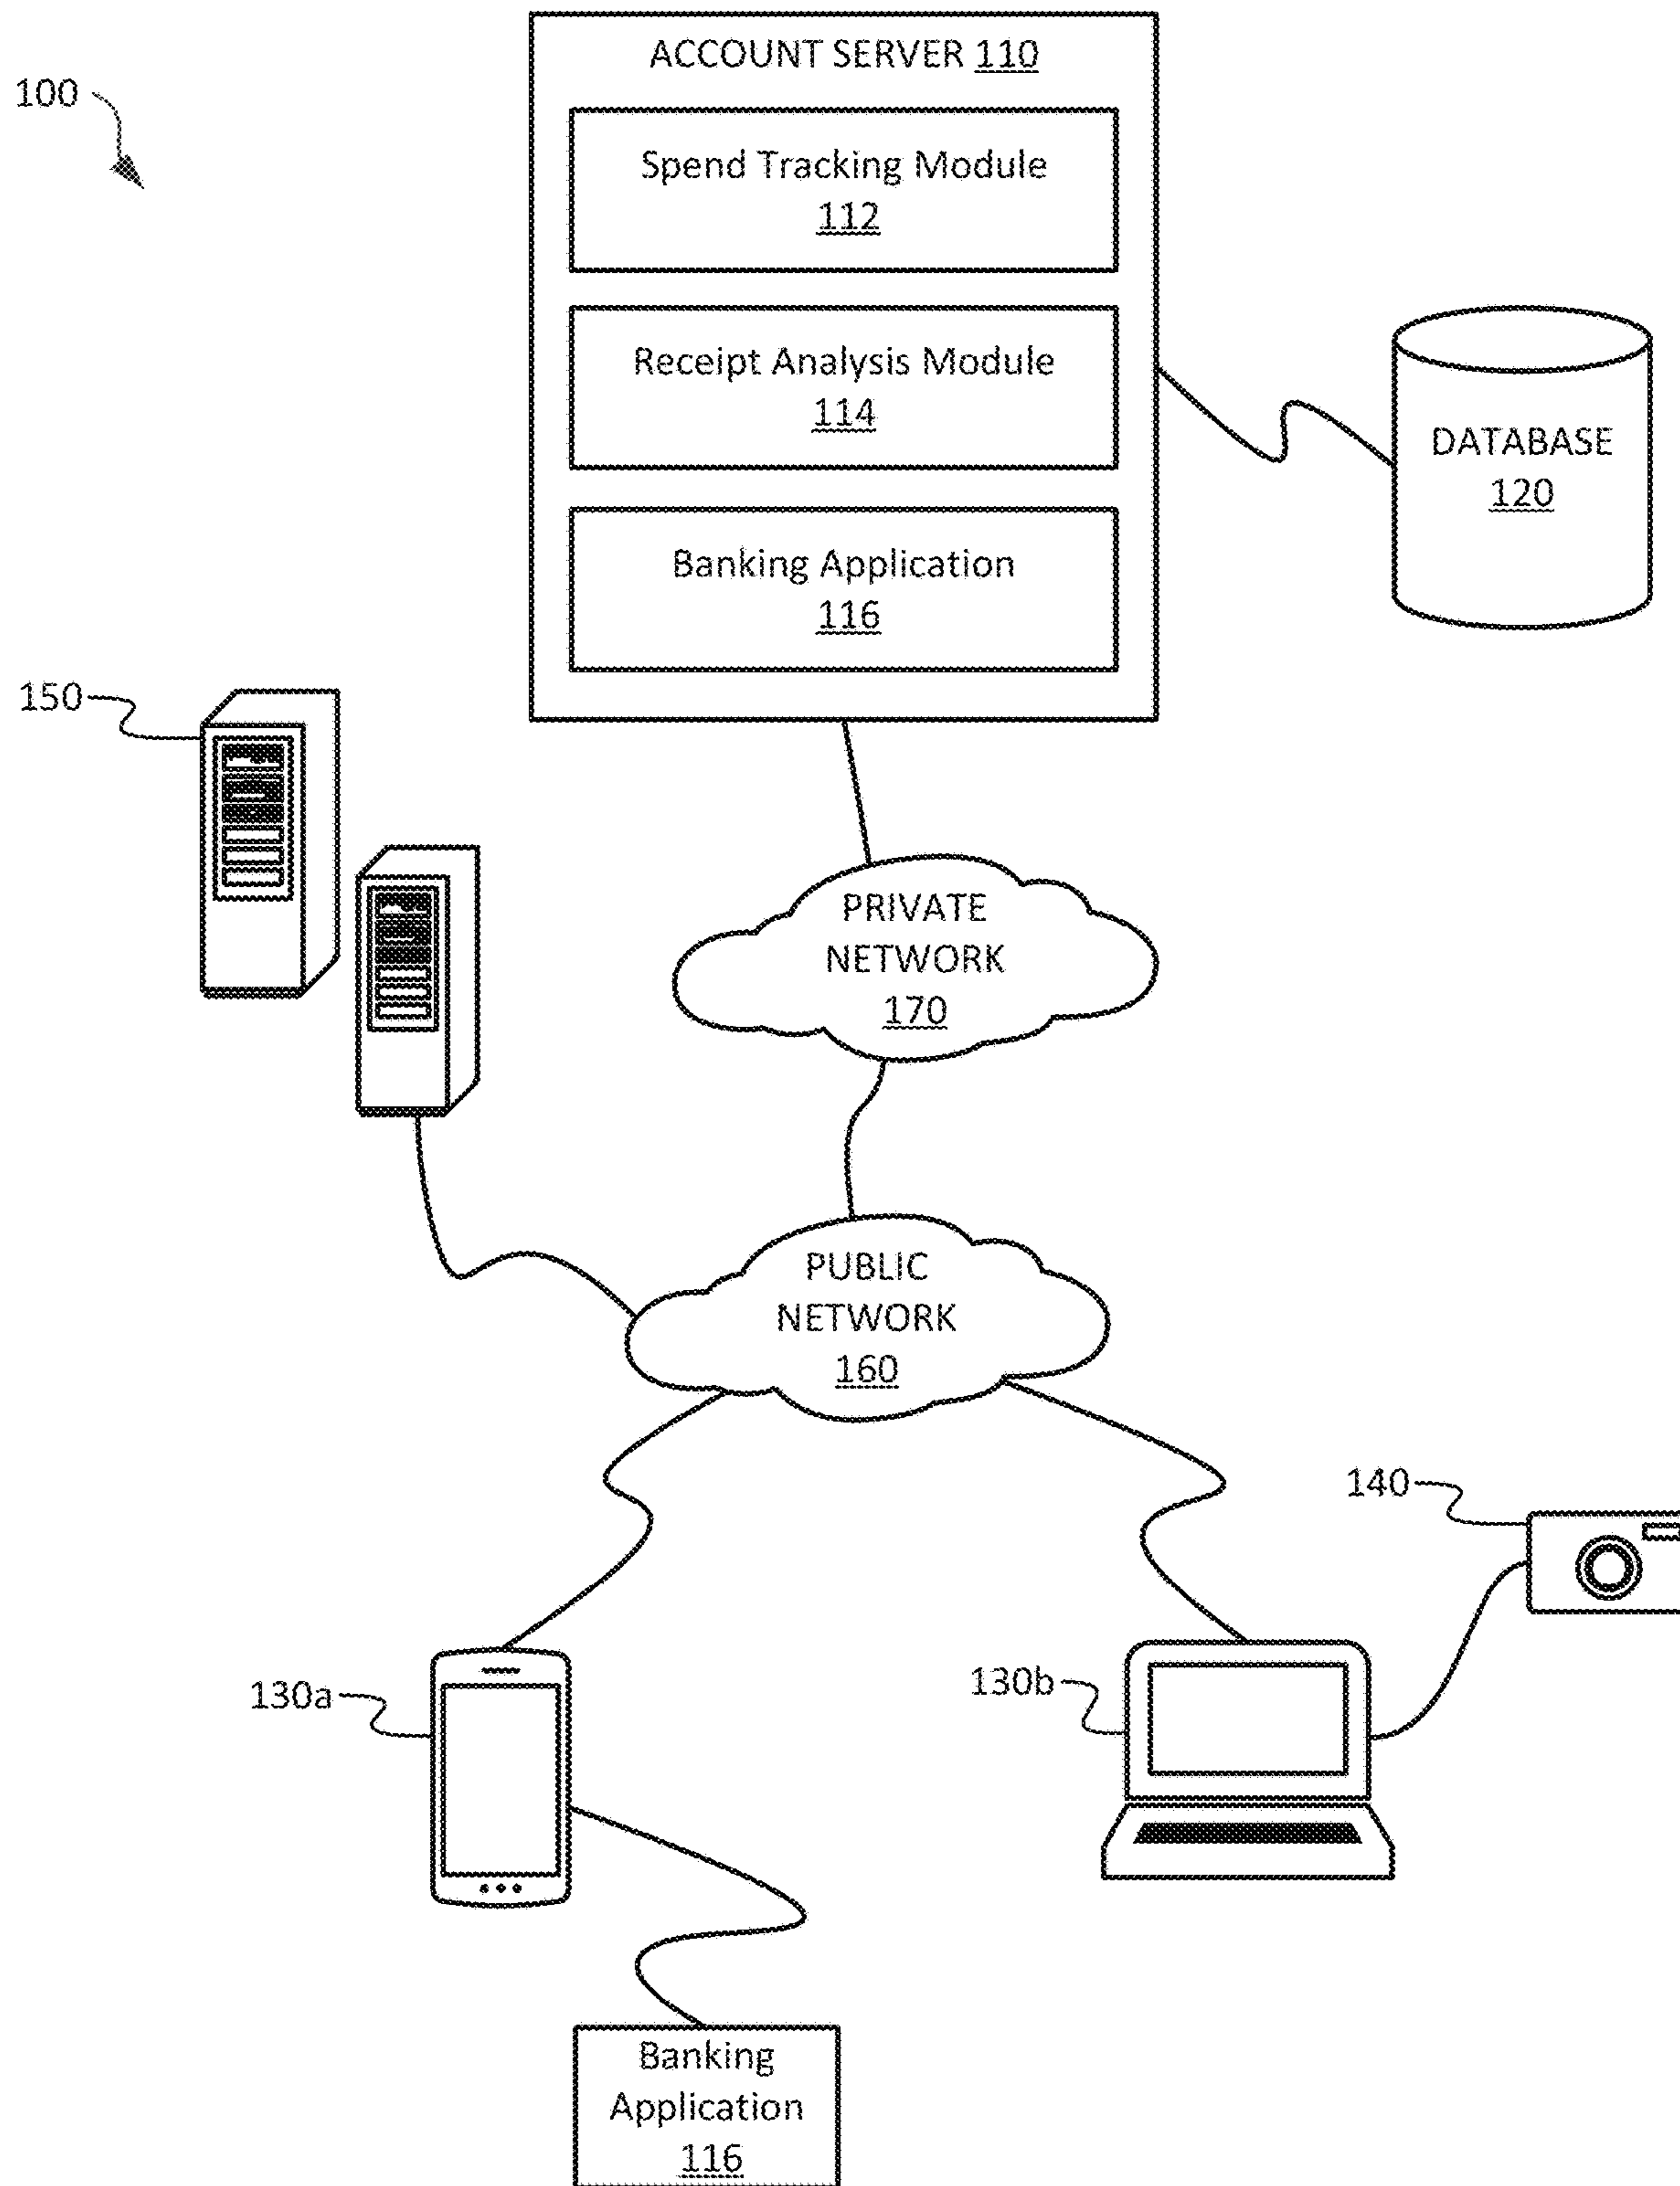 100
ACCOUNT SERVER 110
Spend Tracking Module
112
Receipt Analysis Module
114
Banking Application
116
DATABASE
120
150
PRIVATE
NETWORK
170
PUBLIC
NETWORK
160
140
130a
130b
Banking
Application
116